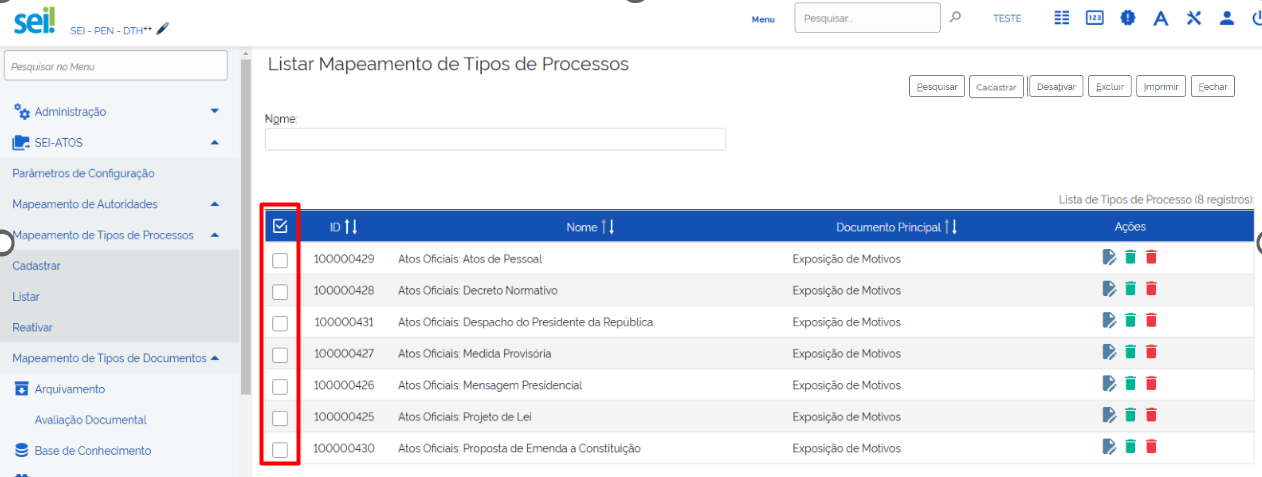 sei! SEI - PEN - DTH++ Menu Pesquisar... TESTE 123 A
Pesquisar no Menu
Administração
SEI-ATOS
Parâmetros de Configuração
Mapeamento de Autoridades
Mapeamento de Tipos de Processos
Cadastrar
Listar
Reativar
Mapeamento de Tipos de Documentos
Arquivamento
Avaliação Documental
Base de Conhecimento
Listar Mapeamento de Tipos de Processos
Pesquisar Cadastrar Desativar Excluir Imprimir Fechar
Nome:
Lista de Tipos de Processo (8 registros):
ID Nome Documento Principal Ações
100000429 Atos Oficiais: Atos de Pessoal Exposição de Motivos
100000428 Atos Oficiais: Decreto Normativo Exposição de Motivos
100000431 Atos Oficiais: Despacho do Presidente da República Exposição de Motivos
100000427 Atos Oficiais: Medida Provisória Exposição de Motivos
100000426 Atos Oficiais: Mensagem Presidencial Exposição de Motivos
100000425 Atos Oficiais: Projeto de Lei Exposição de Motivos
100000430 Atos Oficiais: Proposta de Emenda à Constituição Exposição de Motivos